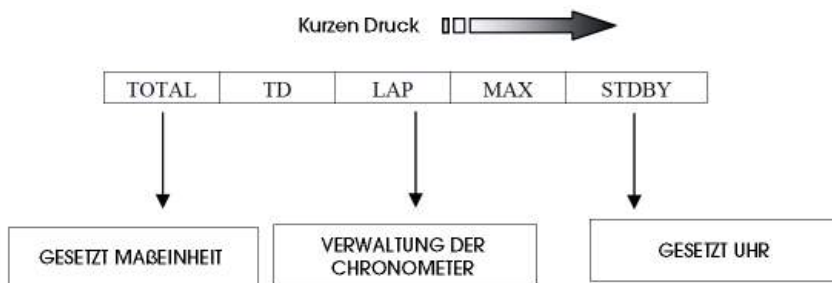 Kurzen Druck
TOTAL TD LAP MAX STDBY
GESETZT MAßEINHEIT
VERWALTUNG DER
CHRONOMETER
GESETZT UHR